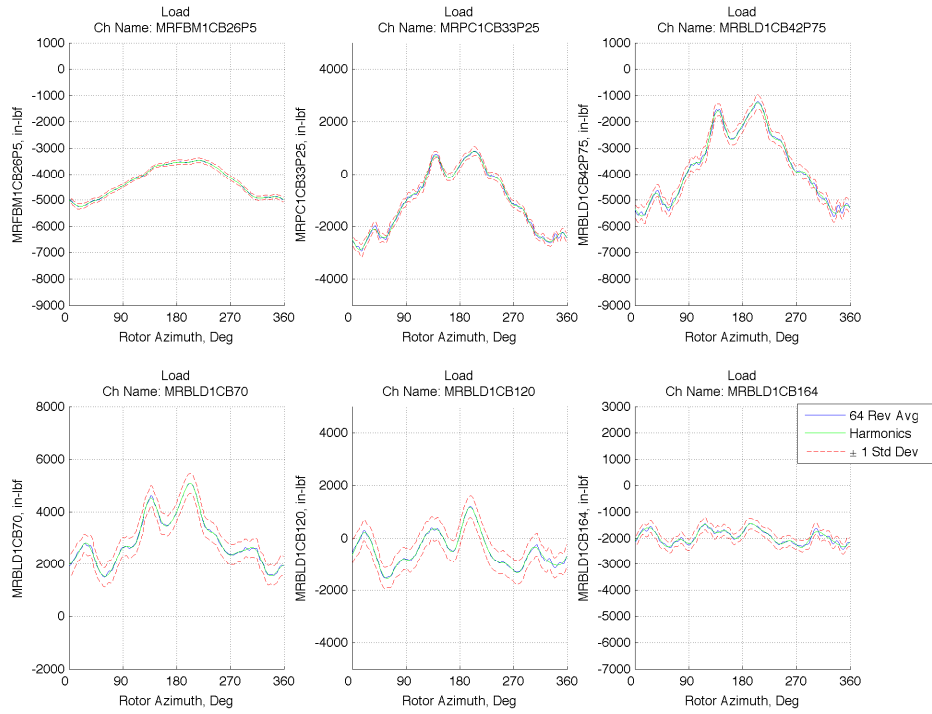 Load
Ch Name: MRFBM1CB26P5
1000
0
-1000
-2000
-3000
-4000
-5000
-6000
-7000
-8000
-9000
MRFBM1CB26P5, in-lbf
0 90 180 270 360
Rotor Azimuth, Deg
Load
Ch Name: MRPC1CB33P25
4000
2000
0
-2000
-4000
MRPC1CB33P25, in-lbf
0 90 180 270 360
Rotor Azimuth, Deg
Load
Ch Name: MRBLD1CB42P75
1000
0
-1000
-2000
-3000
-4000
-5000
-6000
-7000
-8000
-9000
MRBLD1CB42P75, in-lbf
0 90 180 270 360
Rotor Azimuth, Deg
Load
Ch Name: MRBLD1CB70
8000
6000
4000
2000
0
-2000
MRBLD1CB70, in-lbf
0 90 180 270 360
Rotor Azimuth, Deg
Load
Ch Name: MRBLD1CB120
4000
2000
0
-2000
-4000
MRBLD1CB120, in-lbf
0 90 180 270 360
Rotor Azimuth, Deg
Load
Ch Name: MRBLD1CB164
3000
2000
1000
0
-1000
-2000
-3000
-4000
-5000
-6000
-7000
MRBLD1CB164, in-lbf
0 90 180 270 360
Rotor Azimuth, Deg
64 Rev Avg
Harmonics
± 1 Std Dev